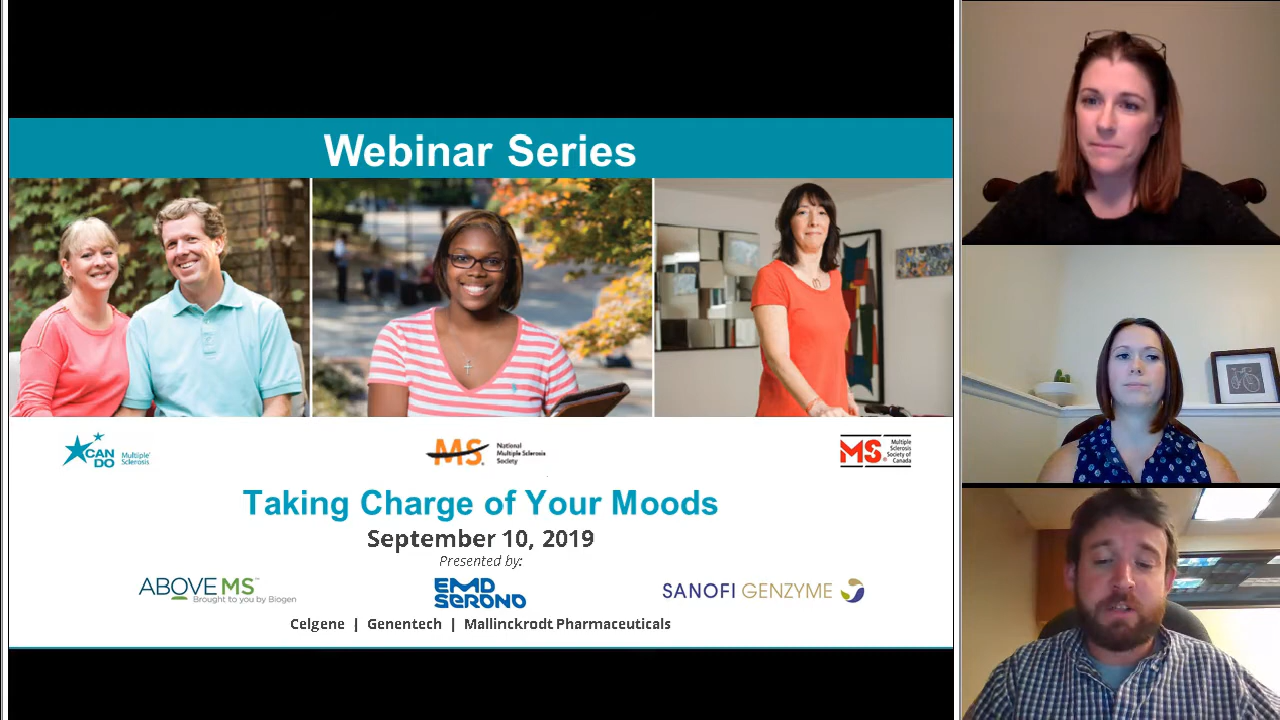 Webinar Series
CAN DO
Multiple Sclerosis
MS
National
Multiple Sclerosis
Society
MS
Multiple
Sclerosis
Society
of Canada
Taking Charge of Your Moods
September 10, 2019
Presented by:
ABOVE MS™
Brought to you by Biogen
EMD
SERONO
SANOFI GENZYME
Celgene | Genentech | Mallinckrodt Pharmaceuticals